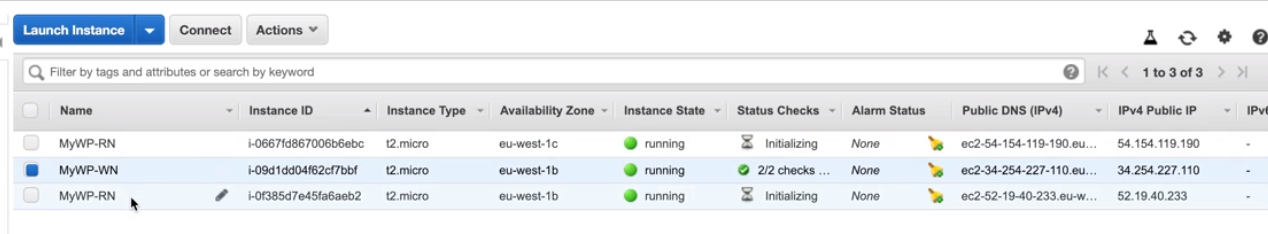 Launch Instance Connect Actions
Filter by tags and attributes or search by keyword 1 to 3 of 3
Name Instance ID Instance Type Availability Zone Instance State Status Checks Alarm Status Public DNS (IPv4) IPv4 Public IP IPv6
MyWP-RN i-0667fd867006b6ebc t2.micro eu-west-1c running Initializing None ec2-54-154-119-190.eu... 54.154.119.190 -
MyWP-WN i-09d1dd04f62cf7bbf t2.micro eu-west-1b running 2/2 checks ... None ec2-34-254-227-110.eu... 34.254.227.110 -
MyWP-RN i-0f385d7e45fa6aeb2 t2.micro eu-west-1b running Initializing None ec2-52-19-40-233.eu-w... 52.19.40.233 -